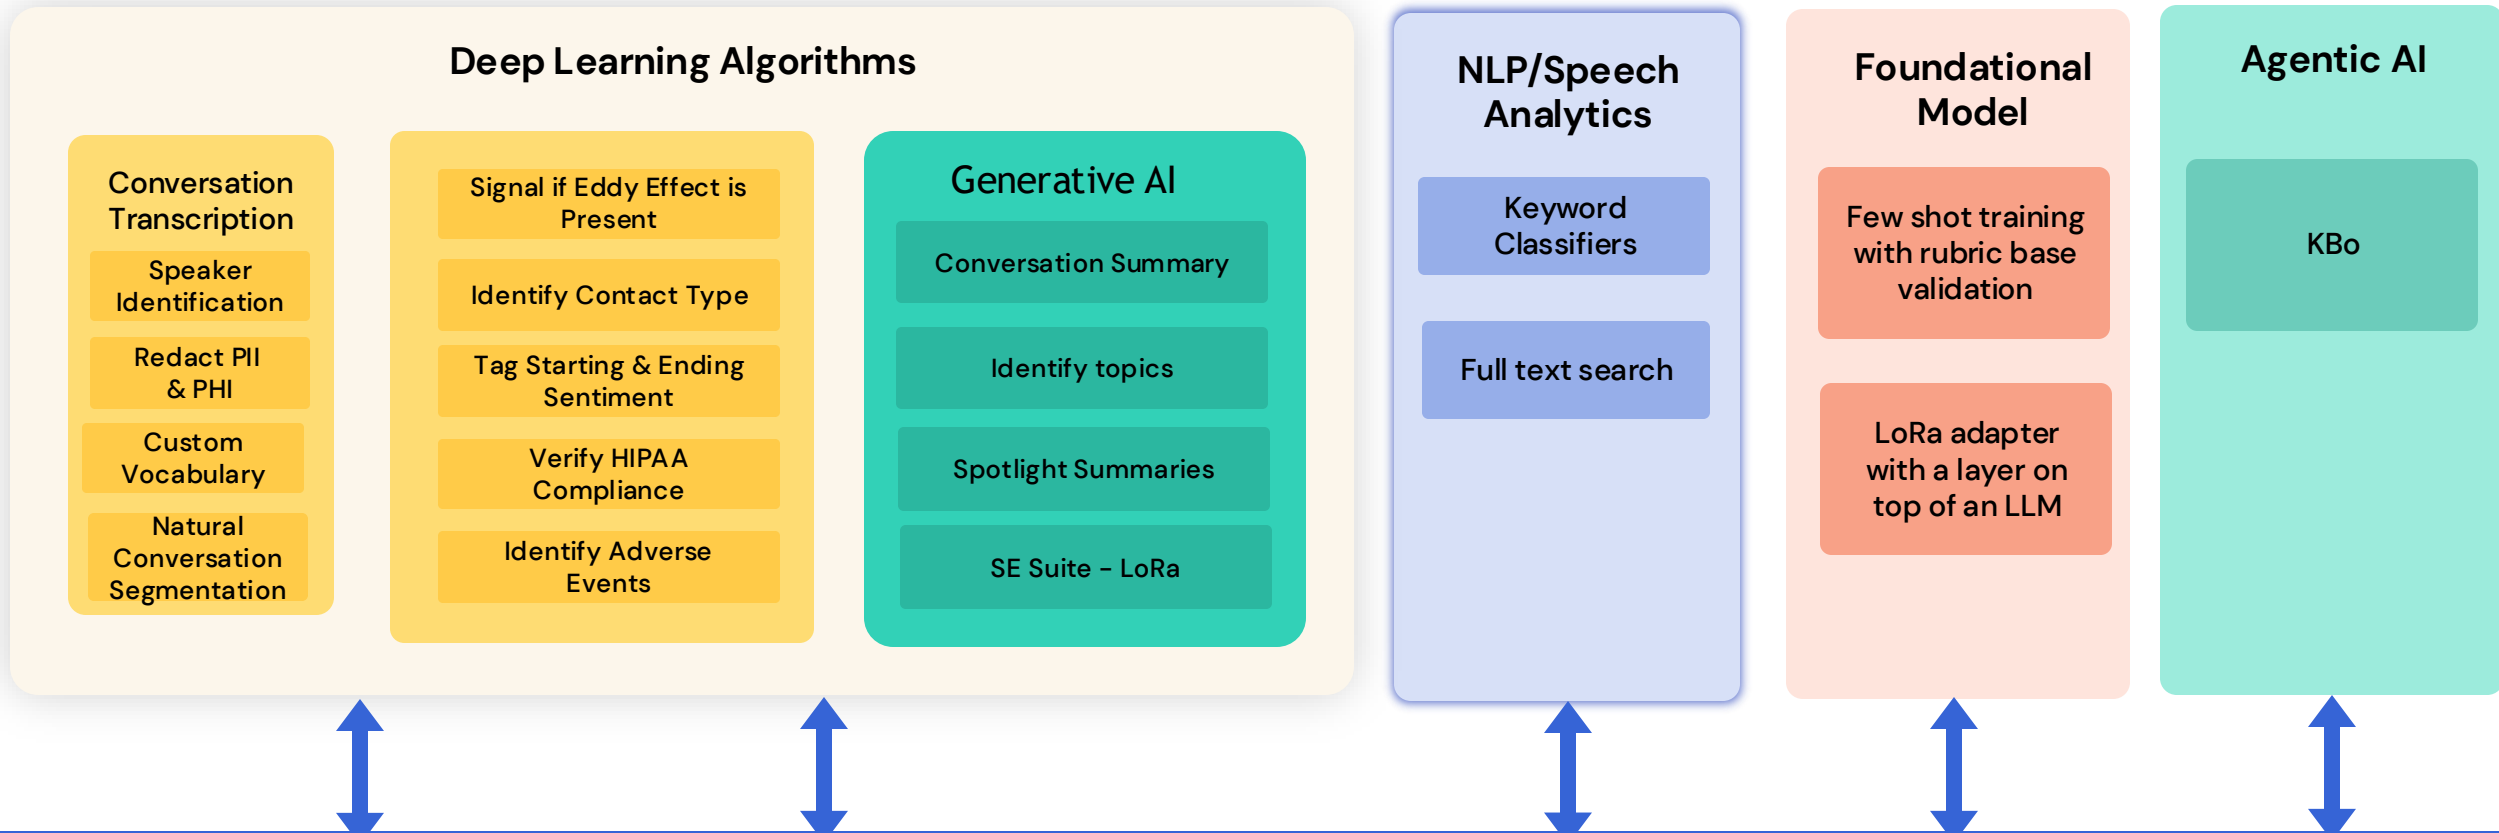 Deep Learning Algorithms
Conversation
Transcription
Speaker
Identification
Redact PII
& PHI
Custom
Vocabulary
Natural
Conversation
Segmentation
Signal if Eddy Effect is
Present
Identify Contact Type
Tag Starting & Ending
Sentiment
Verify HIPAA
Compliance
Identify Adverse
Events
Generative AI
Conversation Summary
Identify topics
Spotlight Summaries
SE Suite - LoRa
NLP/Speech
Analytics
Keyword
Classifiers
Full text search
Foundational
Model
Few shot training
with rubric base
validation
LoRa adapter
with a layer on
top of an LLM
Agentic AI
KBo